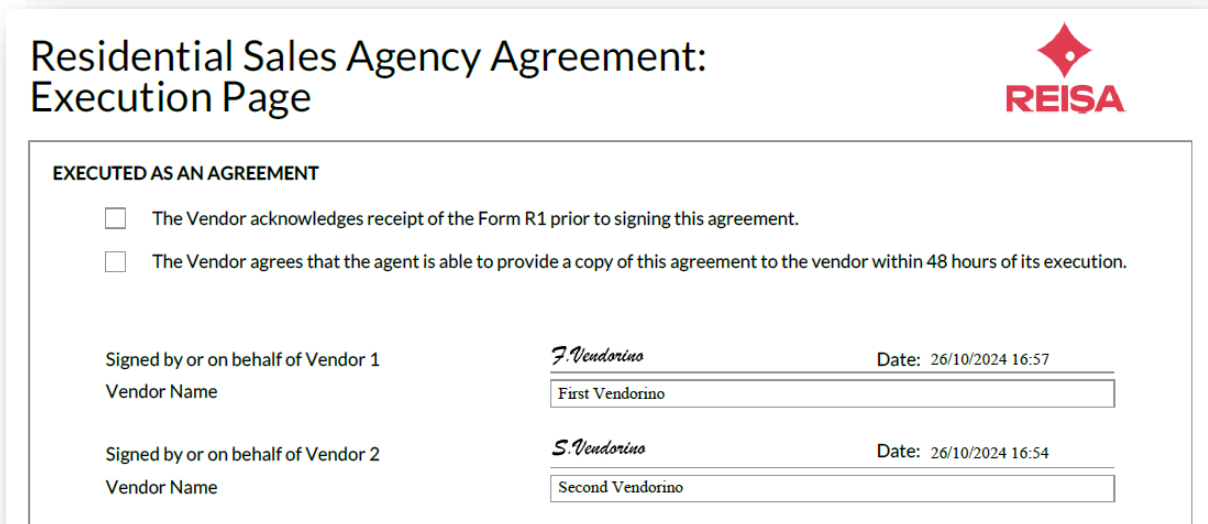 Residential Sales Agency Agreement:
Execution Page
REISA
EXECUTED AS AN AGREEMENT
The Vendor acknowledges receipt of the Form R1 prior to signing this agreement.
The Vendor agrees that the agent is able to provide a copy of this agreement to the vendor within 48 hours of its execution.
Signed by or on behalf of Vendor 1 F.Vendorino Date: 26/10/2024 16:57
Vendor Name First Vendorino
Signed by or on behalf of Vendor 2 S.Vendorino Date: 26/10/2024 16:54
Vendor Name Second Vendorino